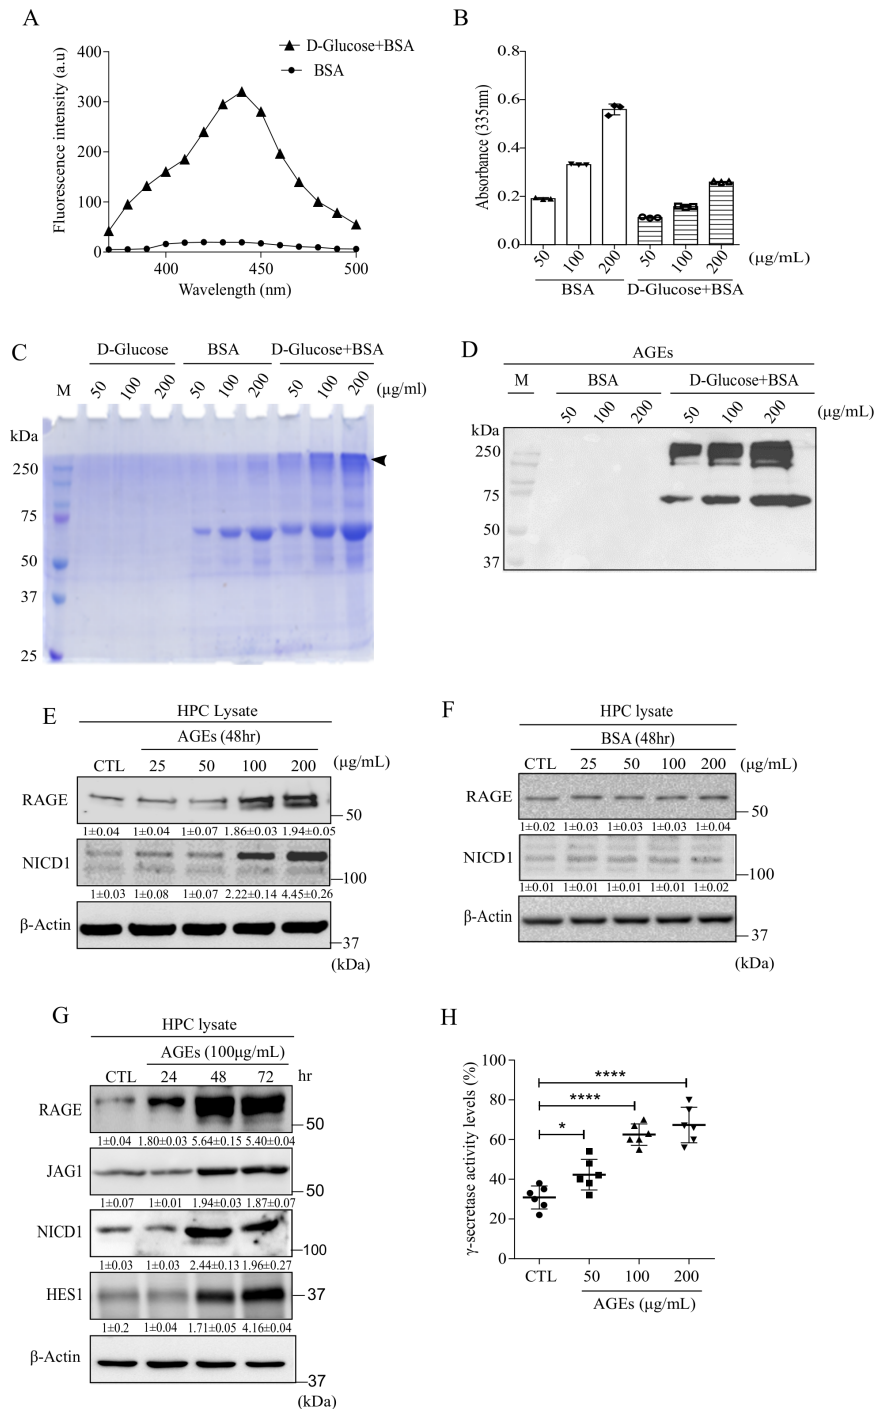 A
D-Glucose+BSA
BSA
Fluorescence intensity (a.u)
400
300
200
100
0
400 450 500
Wavelength (nm)
B
Absorbance (335nm)
0.8
0.6
0.4
0.2
0.0
50 100 200 50 100 200 (μg/mL)
BSA D-Glucose+BSA
C
D-Glucose BSA D-Glucose+BSA
M 50 100 200 50 100 200 50 100 200 (μg/ml)
kDa
250
75
50
37
25
D
AGEs
M BSA D-Glucose+BSA
50 100 200 50 100 200 (μg/mL)
kDa
250
75
50
37
E
HPC Lysate
AGEs (48hr)
CTL 25 50 100 200 (μg/mL)
RAGE
50
1±0.04 1±0.04 1±0.07 1.86±0.03 1.94±0.05
NICD1
100
1±0.03 1±0.08 1±0.07 2.22±0.14 4.45±0.26
β-Actin
37
(kDa)
F
HPC lysate
BSA (48hr)
CTL 25 50 100 200 (μg/mL)
RAGE
50
1±0.02 1±0.03 1±0.03 1±0.03 1±0.04
NICD1
100
1±0.01 1±0.01 1±0.01 1±0.01 1±0.02
β-Actin
37
(kDa)
G
HPC lysate
AGEs (100μg/mL)
CTL 24 48 72 hr
RAGE
50
1±0.04 1.80±0.03 5.64±0.15 5.40±0.04
JAG1
50
1±0.07 1±0.01 1.94±0.03 1.87±0.07
NICD1
100
1±0.03 1±0.03 2.44±0.13 1.96±0.27
HES1
37
1±0.2 1±0.04 1.71±0.05 4.16±0.04
β-Actin
37
(kDa)
H
γ-secretase activity levels (%)
100
80
60
40
20
0
****
****
*
CTL 50 100 200
AGEs (μg/mL)